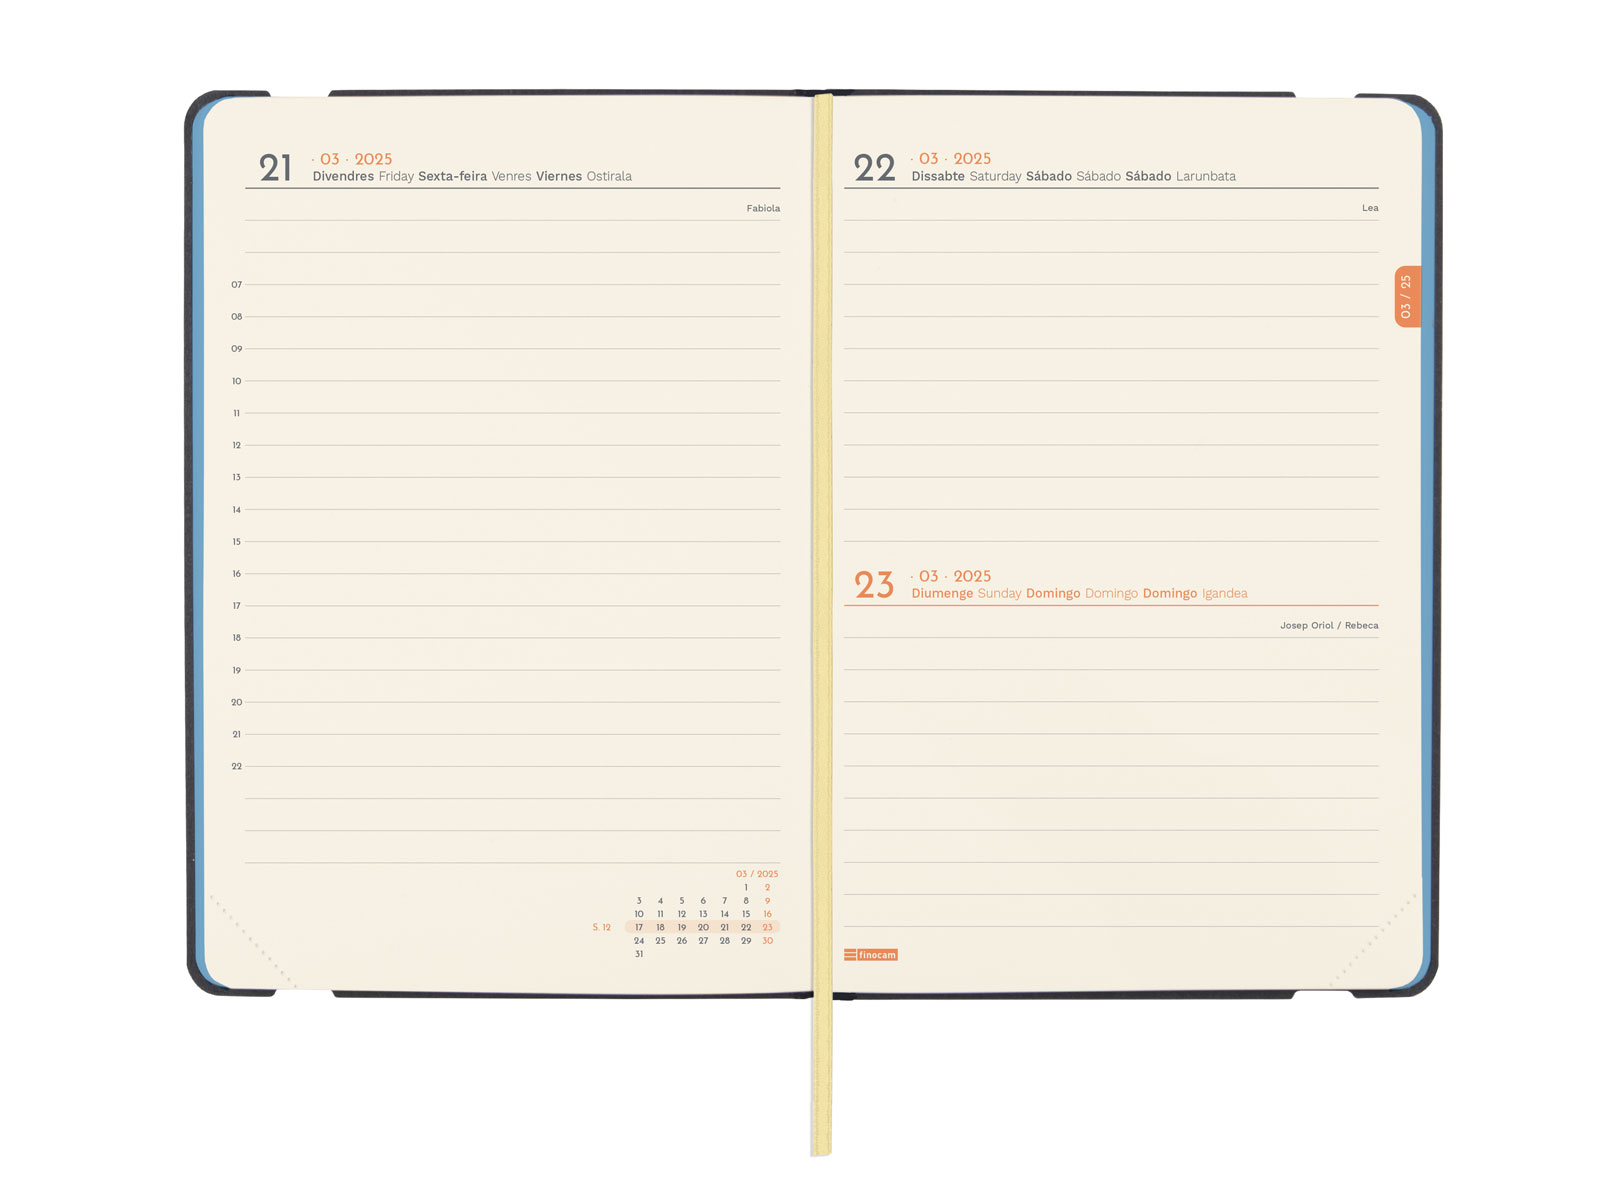 21 · 03 · 2025
Divendres Friday Sexta-feira Venres Viernes Ostirala
Fabiola
07
08
09
10
11
12
13
14
15
16
17
18
19
20
21
22
03 / 2025
1 2
3 4 5 6 7 8 9
10 11 12 13 14 15 16
S. 12 17 18 19 20 21 22 23
24 25 26 27 28 29 30
31
22 · 03 · 2025
Dissabte Saturday Sábado Sábado Sábado Larunbata
Lea
03 / 25
23 · 03 · 2025
Diumenge Sunday Domingo Domingo Domingo Igandea
Josep Oriol / Rebeca
finocam